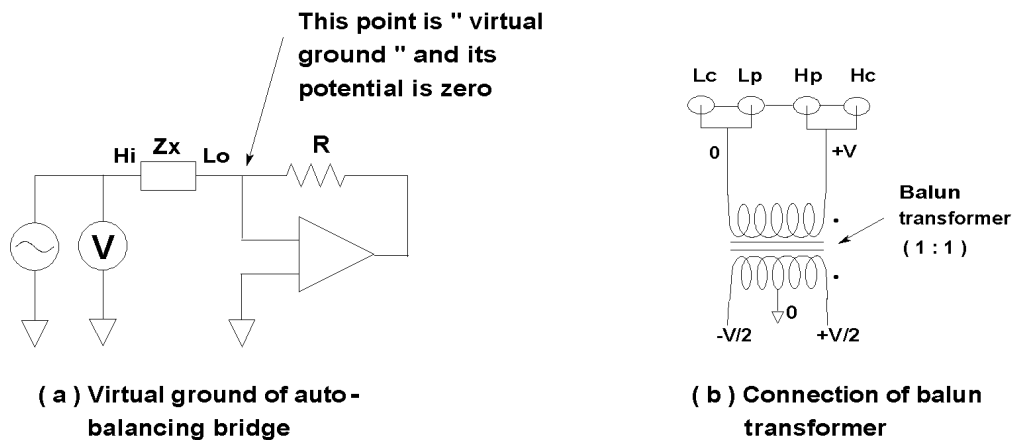 This point is " virtual
ground " and its
potential is zero
Hi
Zx
Lo
R
V
( a ) Virtual ground of auto-
balancing bridge
Lc Lp Hp Hc
0
+V
Balun
transformer
( 1 : 1 )
0
-V/2
+V/2
( b ) Connection of balun
transformer